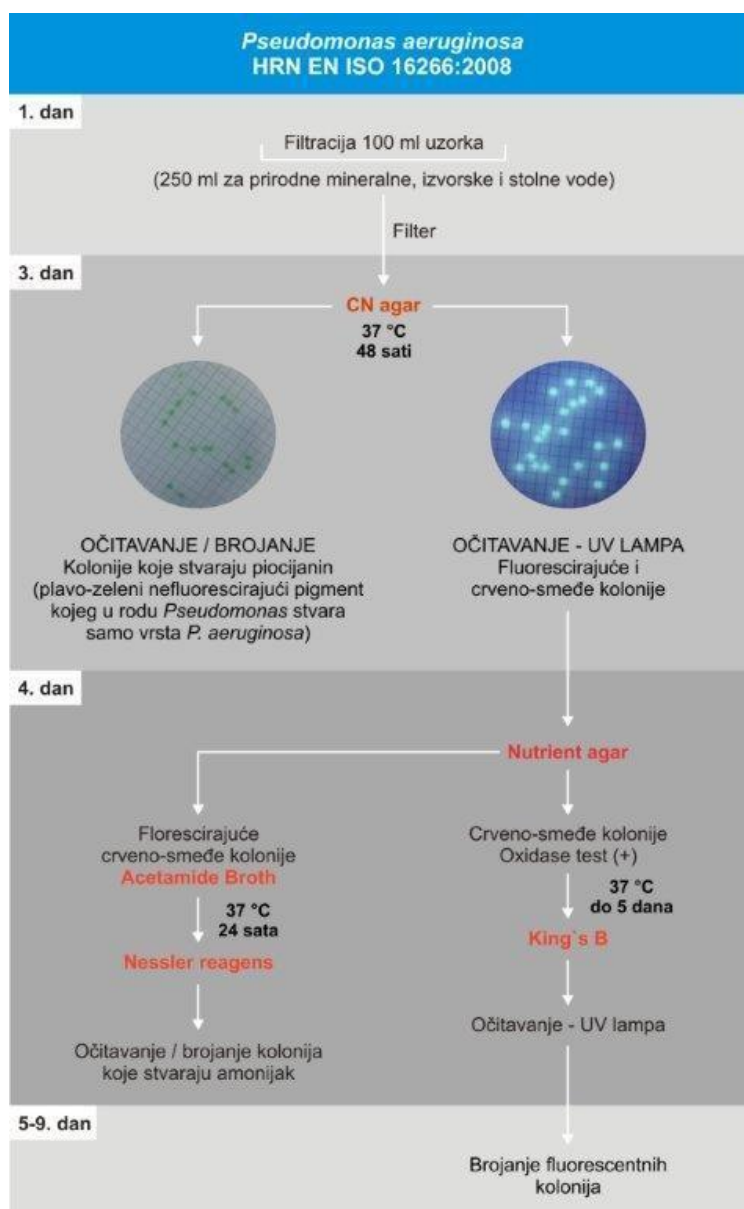 Pseudomonas aeruginosa
HRN EN ISO 16266:2008
1. dan
Filtracija 100 ml uzorka
(250 ml za prirodne mineralne, izvorske i stolne vode)
Filter
3. dan
CN agar
37 °C
48 sati
OČITAVANJE / BROJANJE
Kolonije koje stvaraju piocijanin
(plavo-zeleni nefluorescirajući pigment
kojeg u rodu Pseudomonas stvara
samo vrsta P. aeruginosa)
OČITAVANJE - UV LAMPA
Fluorescirajuće i
crveno-smeđe kolonije
4. dan
Nutrient agar
Florescirajuće
crveno-smeđe kolonije
Acetamide Broth
37 °C
24 sata
Nessler reagens
Očitavanje / brojanje kolonija
koje stvaraju amonijak
Crveno-smeđe kolonije
Oxidase test (+)
37 °C
do 5 dana
King`s B
Očitavanje - UV lampa
5-9. dan
Brojanje fluorescentnih
kolonija